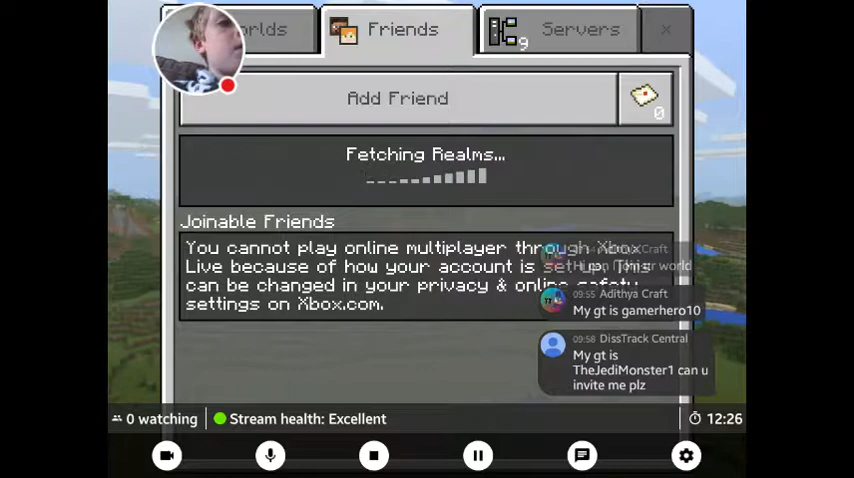 orlds
Friends
Servers
9
Add Friend
0
Fetching Realms...
Joinable Friends
You cannot play online multiplayer through Xbox
Live because of how your account is set up. This
can be changed in your privacy & online safety
settings on Xbox.com.
Craft
09:55 Adithya Craft
My gt is gamerhero10
09:58 DissTrack Central
My gt is
TheJediMonster1 can u
invite me plz
0 watching
Stream health: Excellent
12:26